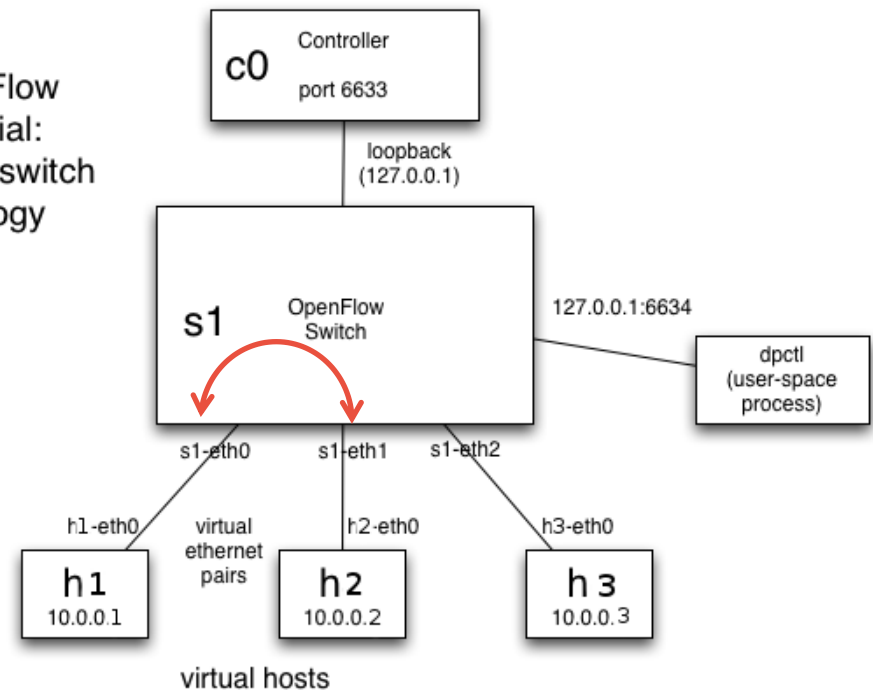 Flow
ial:
switch
ogy
c0
Controller
port 6633
loopback
(127.0.0.1)
s1
OpenFlow
Switch
127.0.0.1:6634
dpctl
(user-space
process)
s1-eth0
s1-eth1
s1-eth2
h1-eth0
virtual
ethernet
pairs
h2-eth0
h3-eth0
h1
10.0.0.1
h2
10.0.0.2
h3
10.0.0.3
virtual hosts